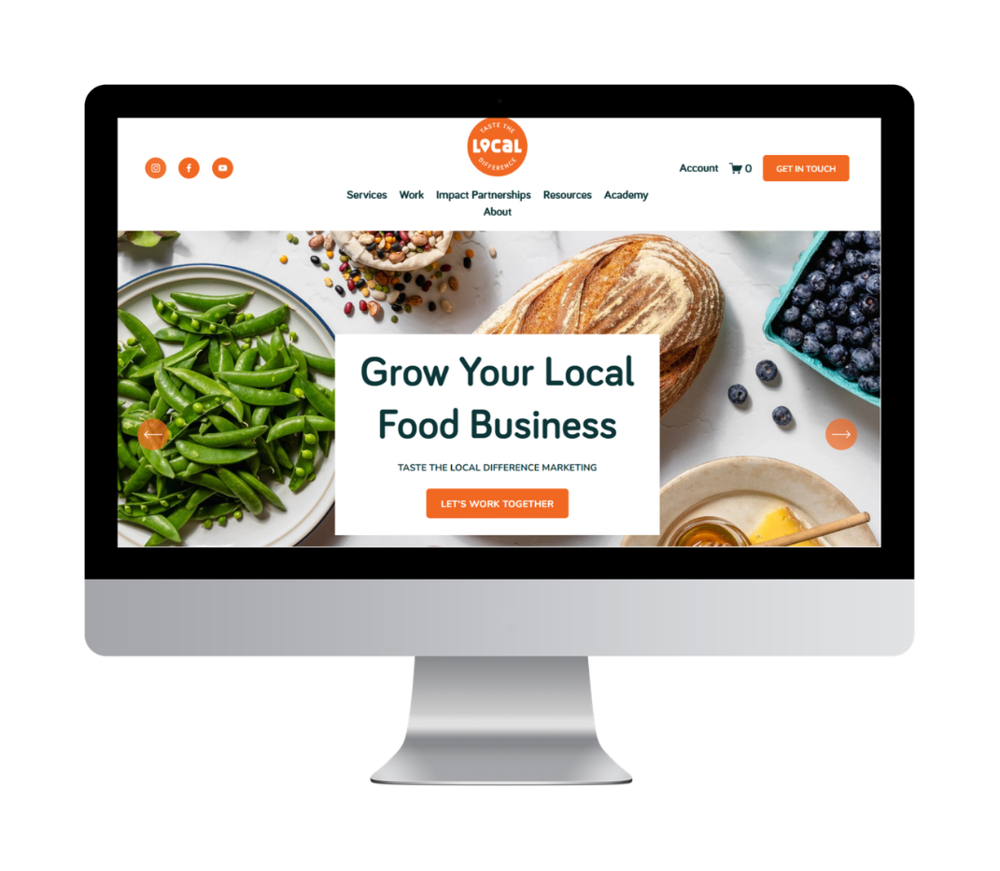 TASTE THE
LOCAL
DIFFERENCE
Account
0
GET IN TOUCH
Services Work Impact Partnerships Resources Academy
About
Grow Your Local
Food Business
TASTE THE LOCAL DIFFERENCE MARKETING
LET'S WORK TOGETHER